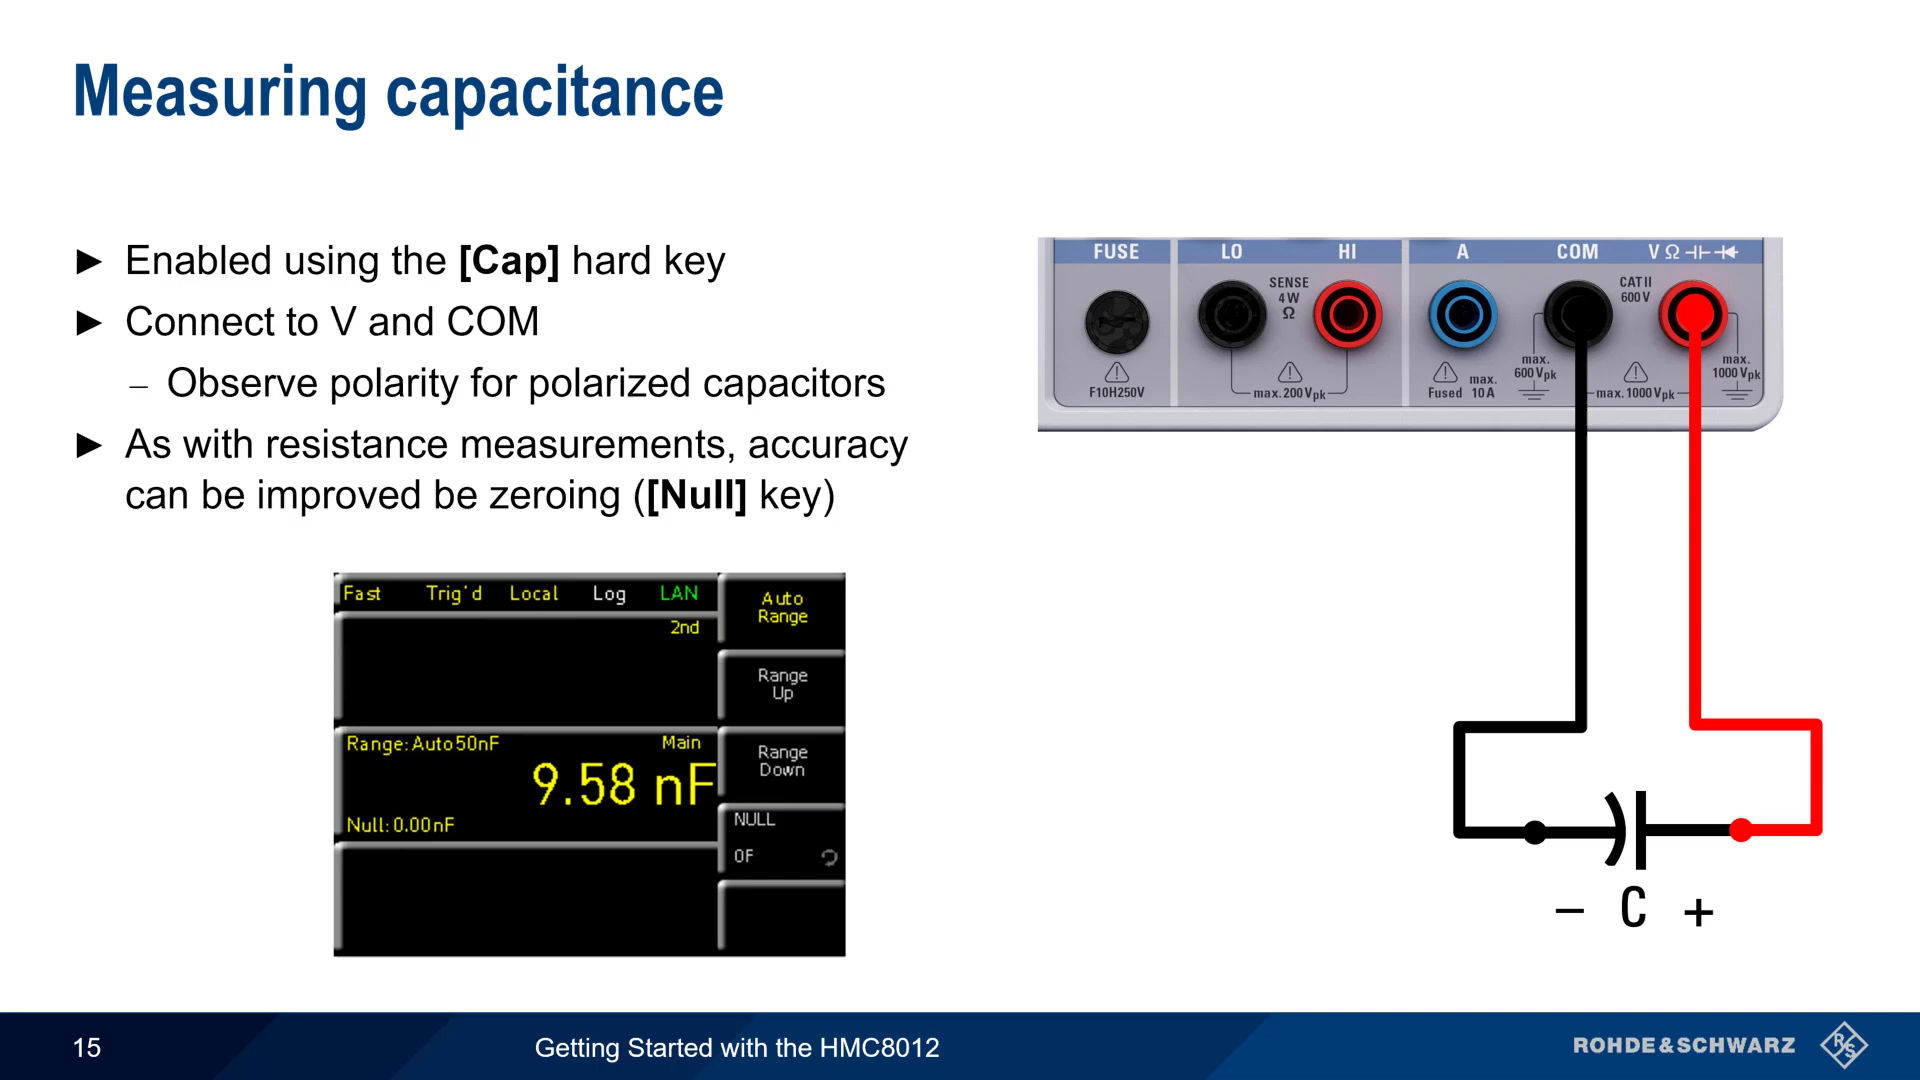 Measuring capacitance
► Enabled using the [Cap] hard key
► Connect to V and COM
– Observe polarity for polarized capacitors
► As with resistance measurements, accuracy
can be improved be zeroing ([Null] key)
FUSE LO HI A COM V Ω
SENSE
4W
Ω
CAT II
600V
F10H250V
max. 200Vpk
Fused
max.
10A
max.
600Vpk
max. 1000Vpk
max.
1000Vpk
Fast Trig'd Local Log LAN
2nd
Auto
Range
Range
Up
Range:Auto50nF Main
9.58 nF
Null:0.00nF
Range
Down
NULL
0F
– C +
15 Getting Started with the HMC8012 ROHDE&SCHWARZ
R
S